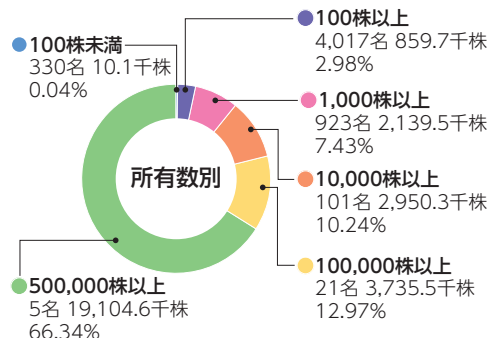 100株未満
330名 10.1千株
0.04%
100株以上
4,017名 859.7千株
2.98%
1,000株以上
923名 2,139.5千株
7.43%
10,000株以上
101名 2,950.3千株
10.24%
100,000株以上
21名 3,735.5千株
12.97%
500,000株以上
5名 19,104.6千株
66.34%
所有数別